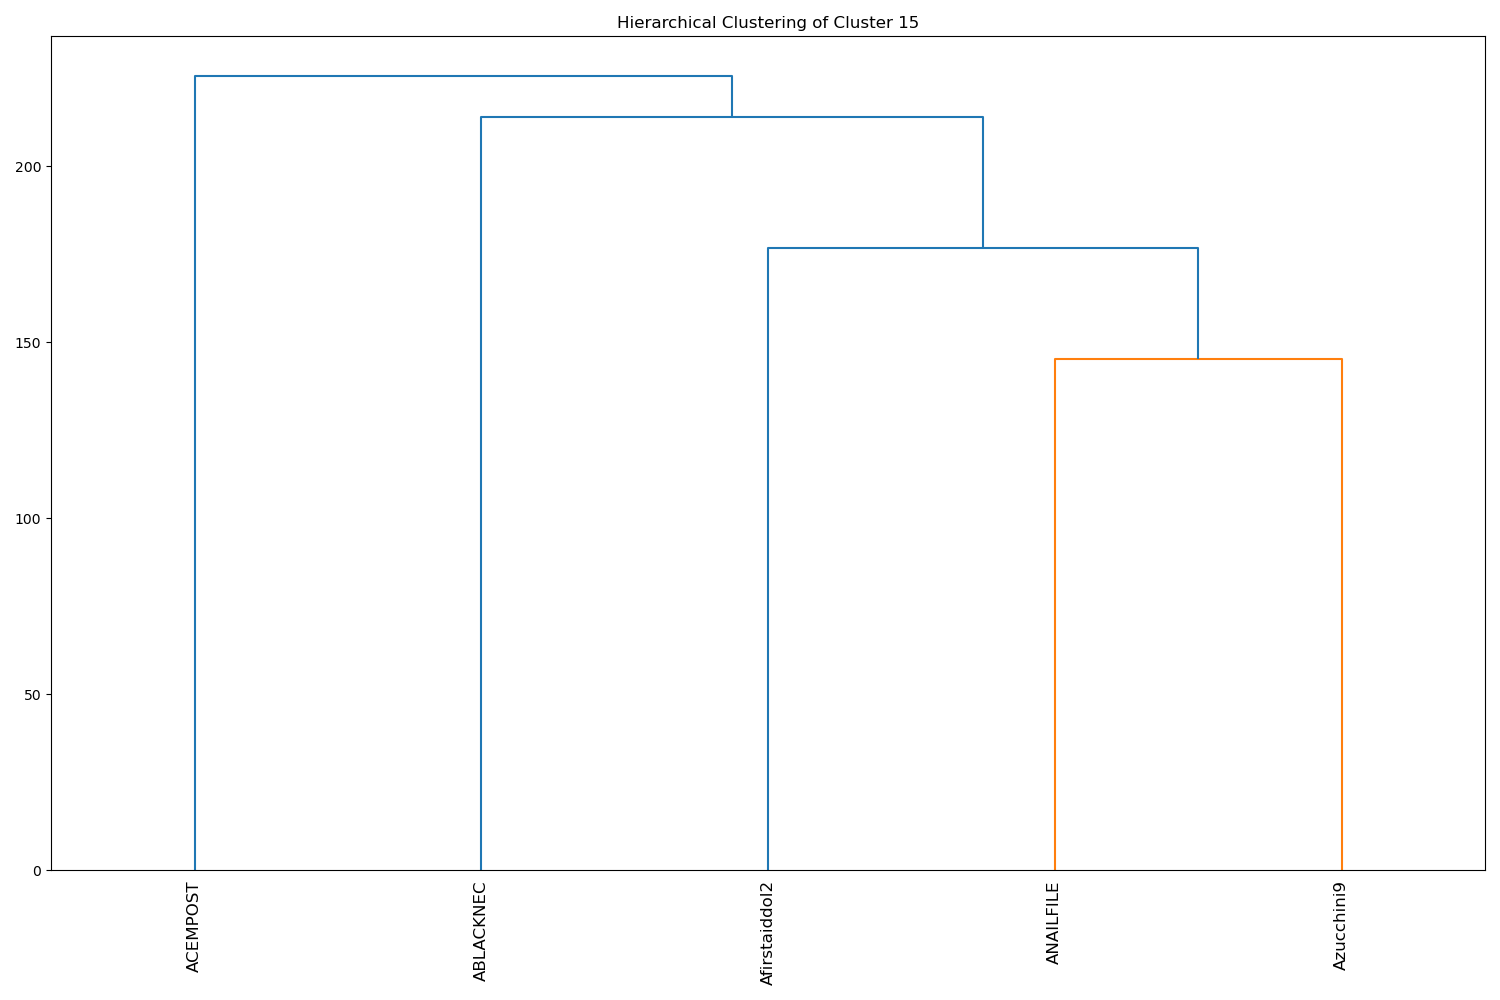 Hierarchical Clustering of Cluster 15
200
150
100
50
0
ACEMPOST
ABLACKNEC
Afirstaiddol2
ANAILFILE
Azucchini9